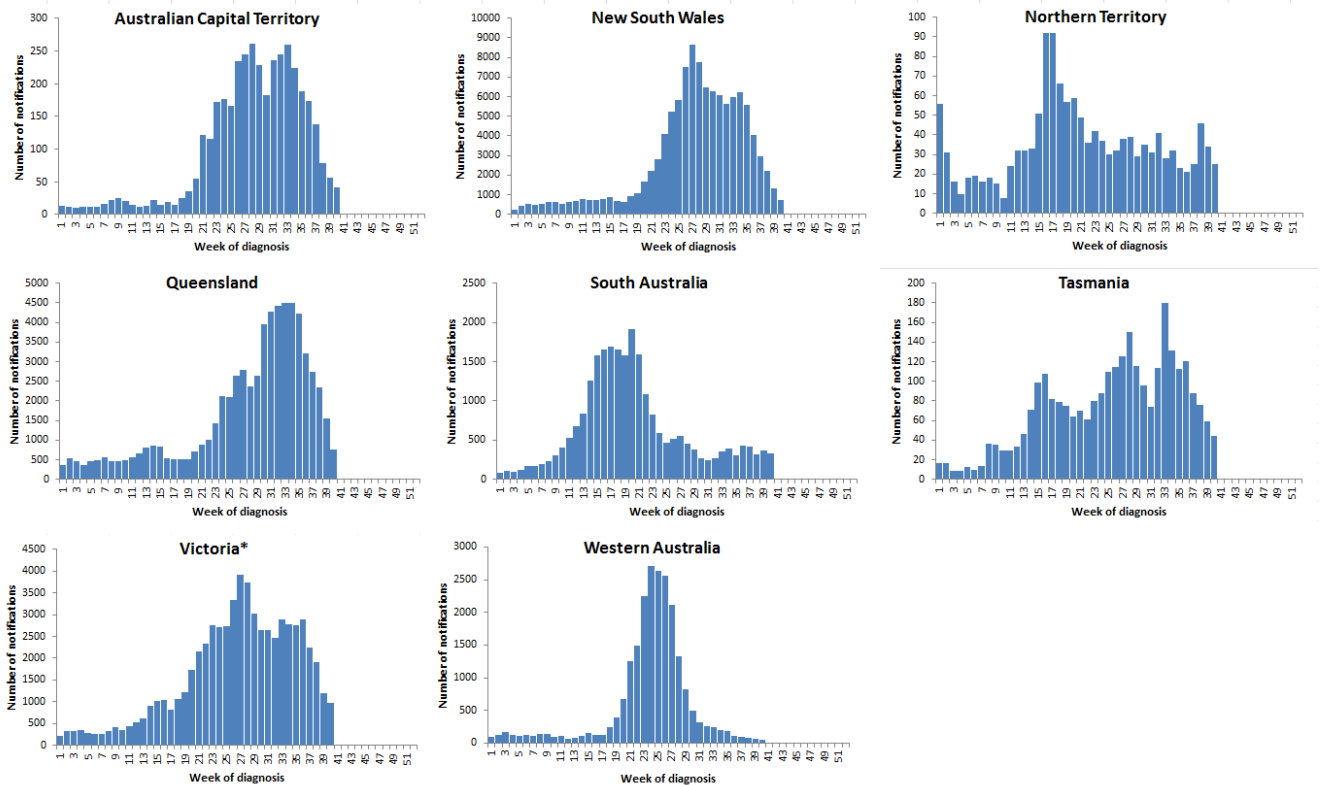 Australian Capital Territory
Number of notifications
300
250
200
150
100
50
0
1 3 5 7 9 11 13 15 17 19 21 23 25 27 29 31 33 35 37 39 41 43 45 47 49 51
Week of diagnosis
New South Wales
Number of notifications
10000
9000
8000
7000
6000
5000
4000
3000
2000
1000
0
1 3 5 7 9 11 13 15 17 19 21 23 25 27 29 31 33 35 37 39 41 43 45 47 49 51
Week of diagnosis
Northern Territory
Number of notifications
100
90
80
70
60
50
40
30
20
10
0
1 3 5 7 9 11 13 15 17 19 21 23 25 27 29 31 33 35 37 39 41 43 45 47 49 51
Week of diagnosis
Queensland
Number of notifications
5000
4500
4000
3500
3000
2500
2000
1500
1000
500
0
1 3 5 7 9 11 13 15 17 19 21 23 25 27 29 31 33 35 37 39 41 43 45 47 49 51
Week of diagnosis
South Australia
Number of notifications
2500
2000
1500
1000
500
0
1 3 5 7 9 11 13 15 17 19 21 23 25 27 29 31 33 35 37 39 41 43 45 47 49 51
Week of diagnosis
Tasmania
Number of notifications
200
180
160
140
120
100
80
60
40
20
0
1 3 5 7 9 11 13 15 17 19 21 23 25 27 29 31 33 35 37 39 41 43 45 47 49 51
Week of diagnosis
Victoria*
Number of notifications
4500
4000
3500
3000
2500
2000
1500
1000
500
0
1 3 5 7 9 11 13 15 17 19 21 23 25 27 29 31 33 35 37 39 41 43 45 47 49 51
Week of diagnosis
Western Australia
Number of notifications
3000
2500
2000
1500
1000
500
0
1 3 5 7 9 11 13 15 17 19 21 23 25 27 29 31 33 35 37 39 41 43 45 47 49 51
Week of diagnosis